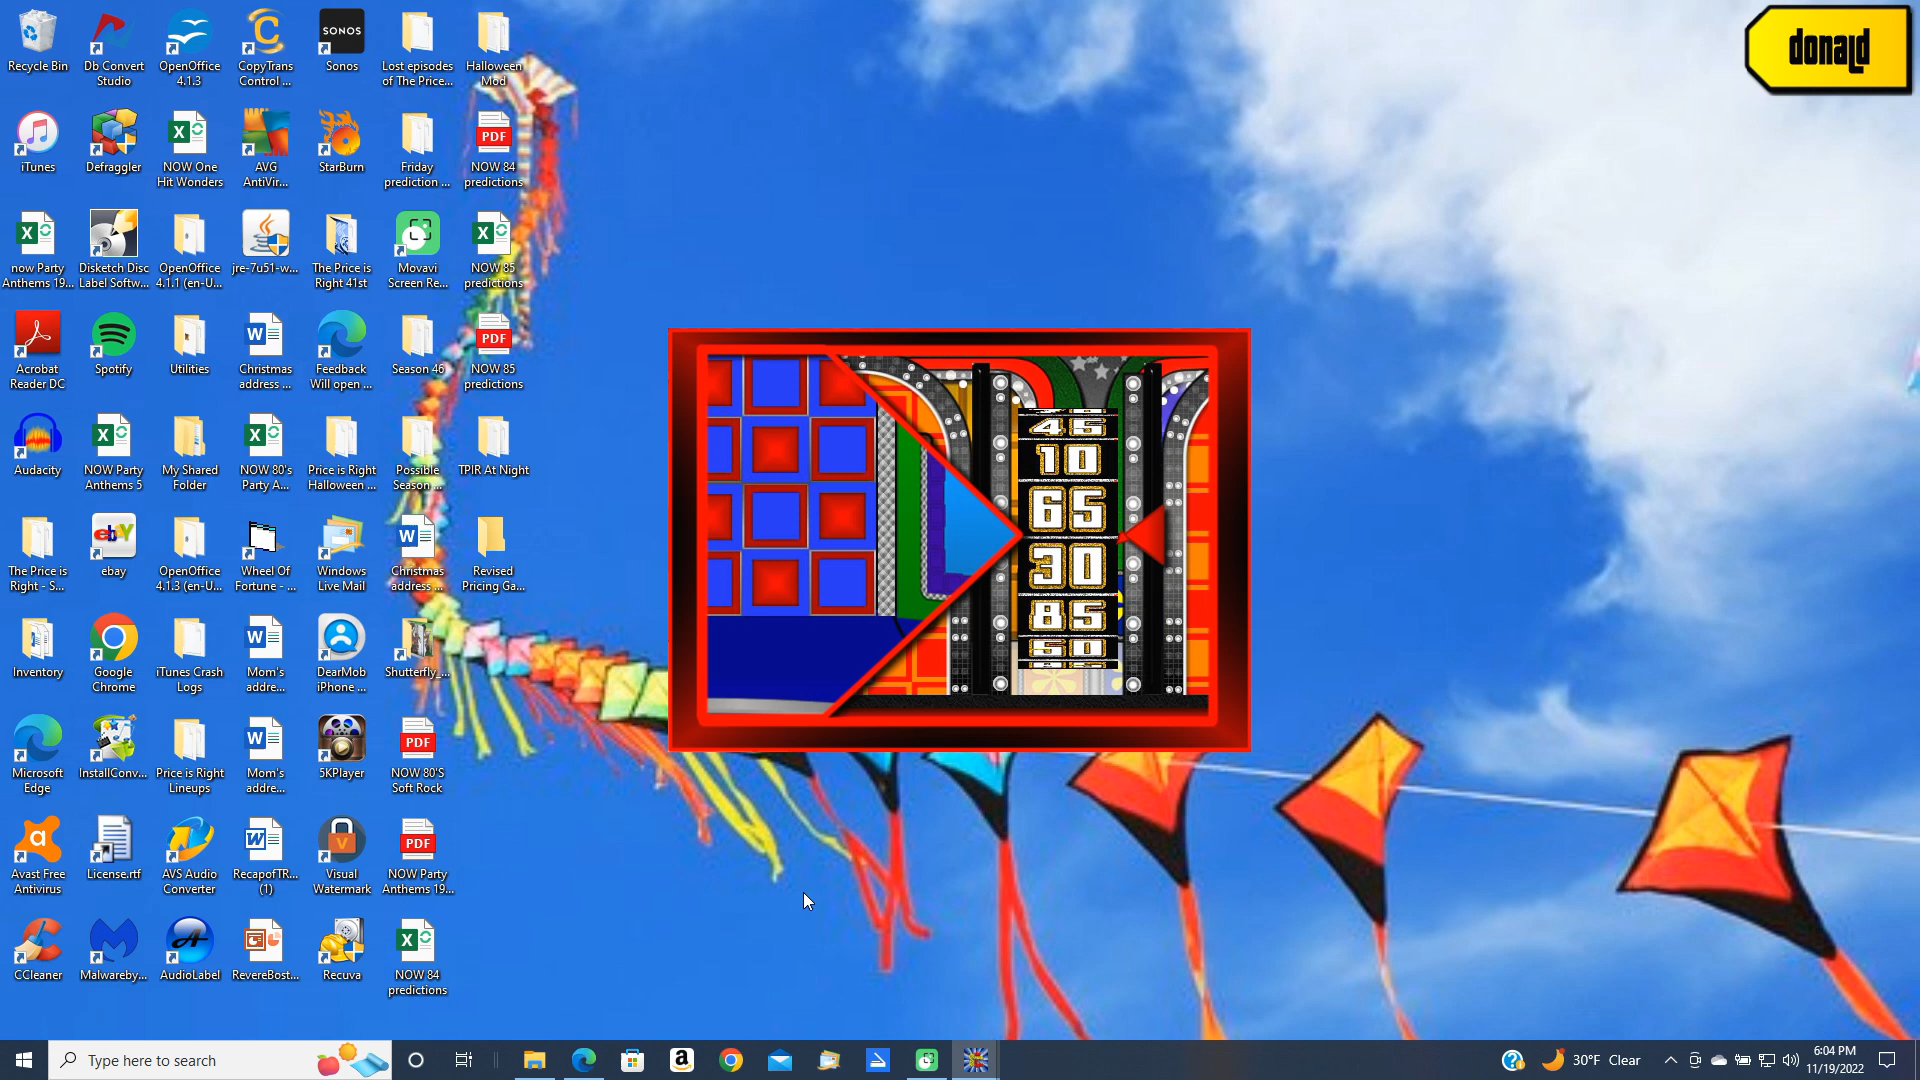 Recycle Bin
Db Convert
Studio
OpenOffice
4.1.3
CopyTrans
Control ...
SONOS
Sonos
Lost episodes
of The Price...
Halloween
Mod
donald
iTunes
Defraggler
NOW One
Hit Wonders
AVG
AntiVir...
StarBurn
Friday
prediction ...
PDF
NOW 84
predictions
now Party
Anthems 19...
Disketch Disc
Label Softw...
OpenOffice
4.1.1 (en-U...
jre-7u51-w...
The Price is
Right 41st
Movavi
Screen Re...
NOW 85
predictions
Acrobat
Reader DC
Spotify
Utilities
Christmas
address ...
Feedback
Will open ...
Season 46
PDF
NOW 85
predictions
Audacity
NOW Party
Anthems 5
My Shared
Folder
NOW 80's
Party A...
Price is Right
Halloween ...
Possible
Season ...
TPIR At Night
45
10
65
30
85
50
The Price is
Right - S...
ebay
ebay
OpenOffice
4.1.3 (en-U...
Wheel Of
Fortune - ...
Windows
Live Mail
Christmas
address ...
Revised
Pricing Ga...
Inventory
Google
Chrome
iTunes Crash
Logs
Mom's
addre...
DearMob
iPhone ...
Shutterfly_...
Microsoft
Edge
InstallConv...
Price is Right
Lineups
Mom's
addre...
5KPlayer
PDF
NOW 80'S
Soft Rock
Avast Free
Antivirus
License.rtf
AVS Audio
Converter
RecapofTR...
(1)
Visual
Watermark
PDF
NOW Party
Anthems 19...
CCleaner
Malwareby...
AudioLabel
RevereBost...
Recuva
NOW 84
predictions
Type here to search
30°F Clear
6:04 PM
11/19/2022